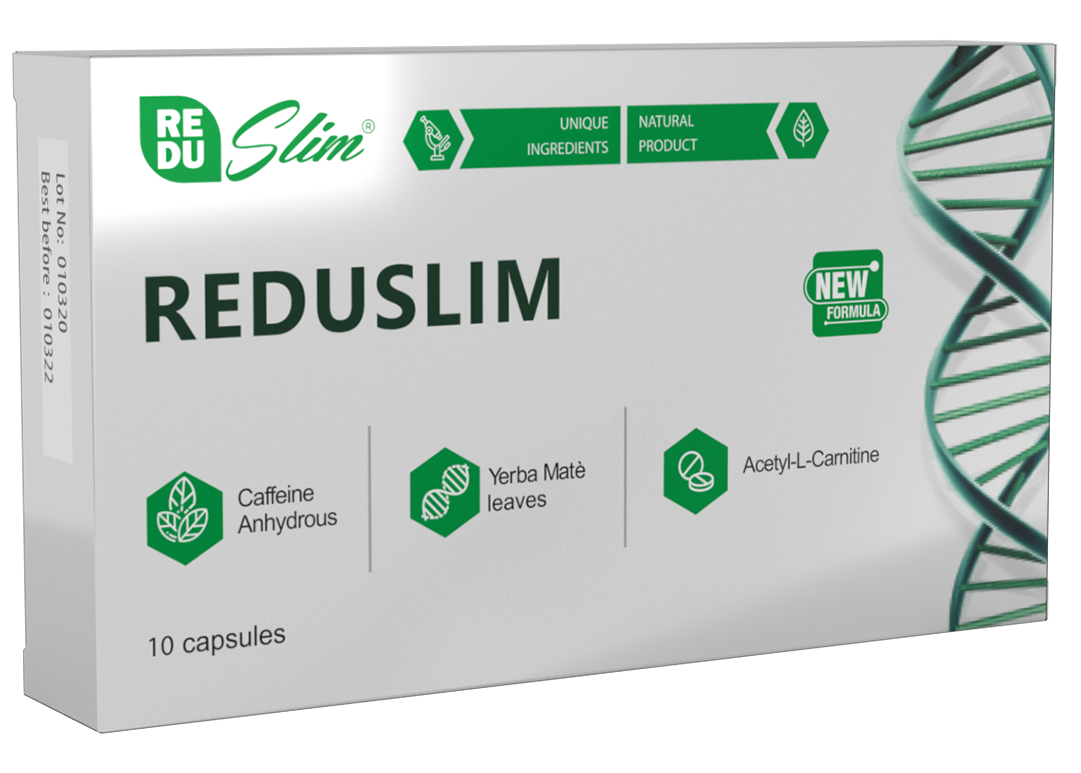 RE
DU
Slim®
UNIQUE
INGREDIENTS
NATURAL
PRODUCT
Lot No: 010320
Best before : 010322
REDUSLIM
NEW
FORMULA
Caffeine
Anhydrous
Yerba Matè
leaves
Acetyl-L-Carnitine
10 capsules